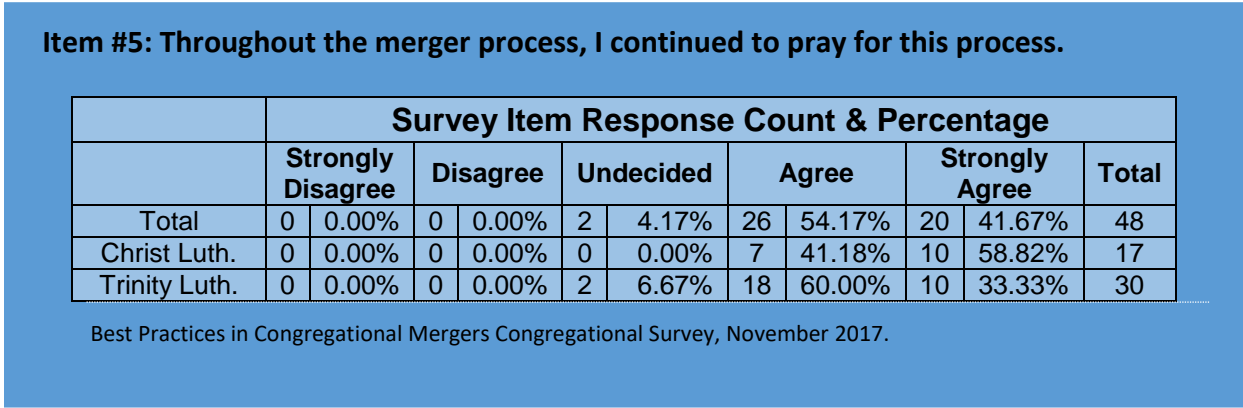 Item #5: Throughout the merger process, I continued to pray for this process.
Survey Item Response Count & Percentage
Strongly Disagree Disagree Undecided Agree Strongly Agree Total
Total 0 0.00% 0 0.00% 2 4.17% 26 54.17% 20 41.67% 48
Christ Luth. 0 0.00% 0 0.00% 0 0.00% 7 41.18% 10 58.82% 17
Trinity Luth. 0 0.00% 0 0.00% 2 6.67% 18 60.00% 10 33.33% 30
Best Practices in Congregational Mergers Congregational Survey, November 2017.